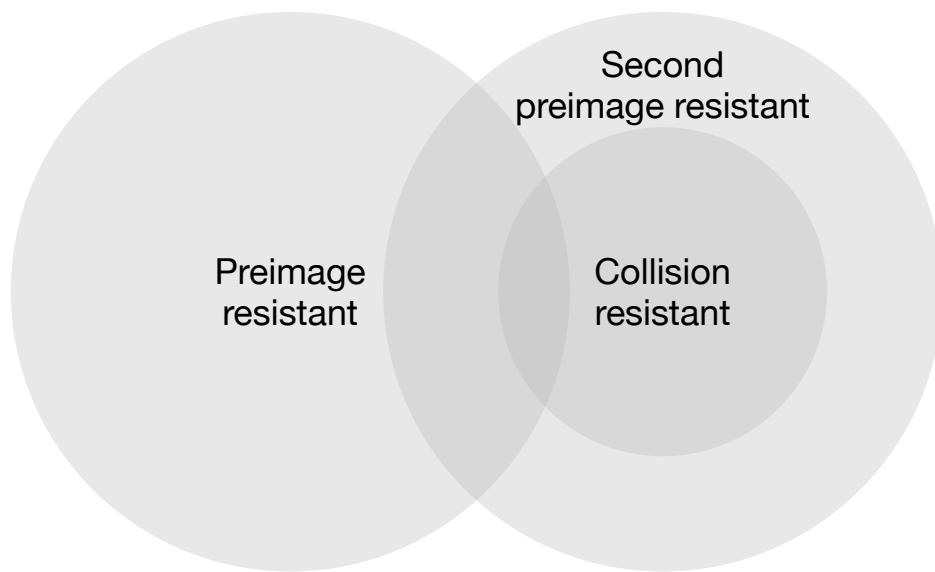 Second
preimage resistant
Preimage
resistant
Collision
resistant